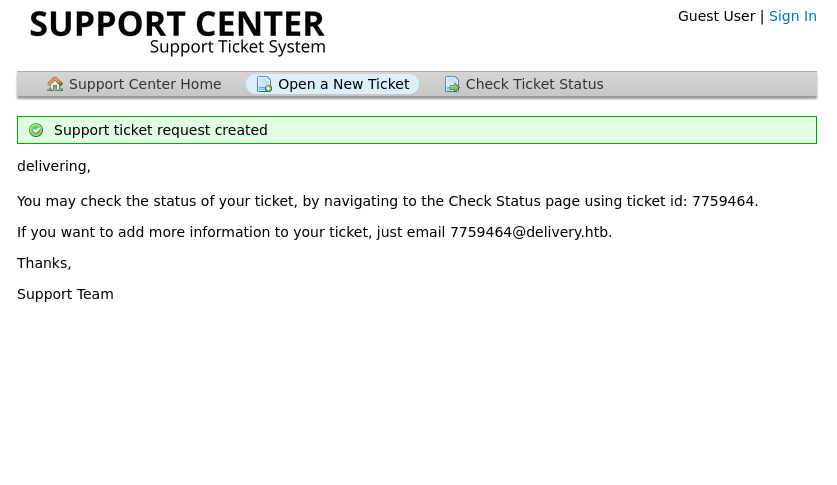 SUPPORT CENTER
Support Ticket System
Guest User | Sign In
Support Center Home
Open a New Ticket
Check Ticket Status
Support ticket request created
delivering,
You may check the status of your ticket, by navigating to the Check Status page using ticket id: 7759464.
If you want to add more information to your ticket, just email 7759464@delivery.htb.
Thanks,
Support Team